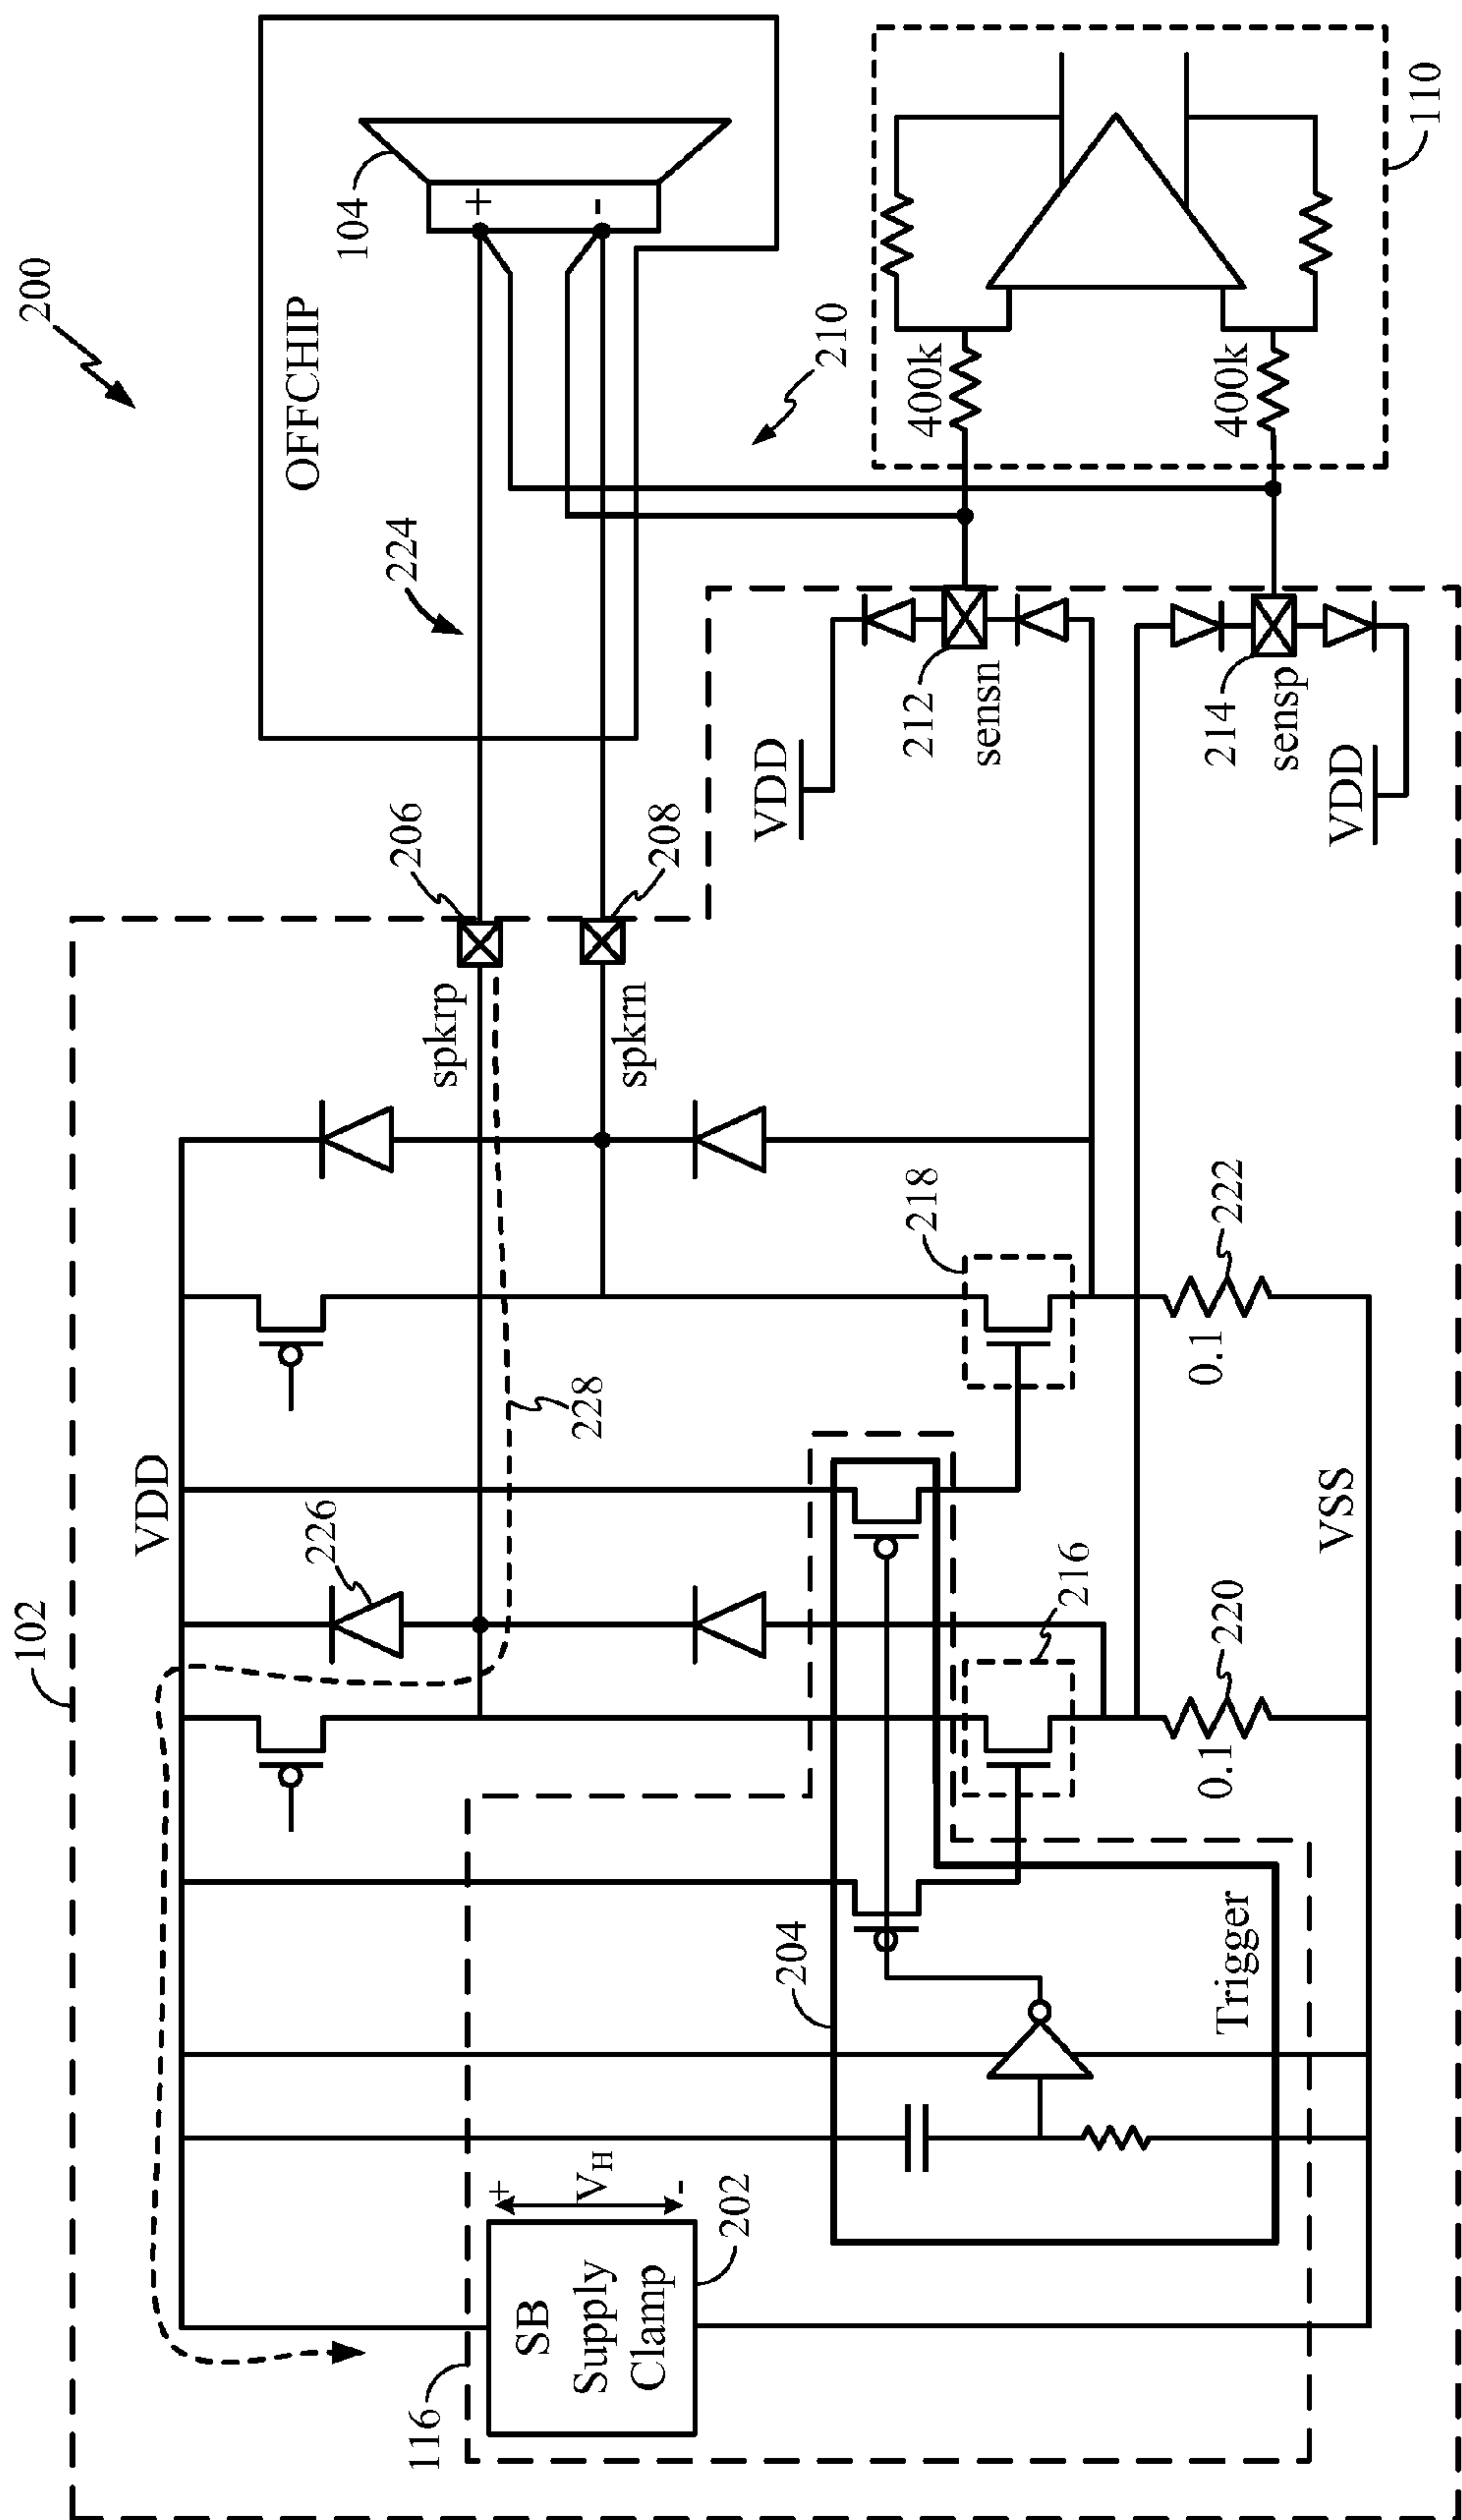 200
OFFCHIP
104
+
-
224
210
400k
400k
110
102
VDD
226
228
206
spkrp
208
spkrn
VDD
212
sensn
214
sensp
VDD
218
222
0.1
216
220
0.1
VSS
204
Trigger
116
SB
Supply
Clamp
+
VH
-
202